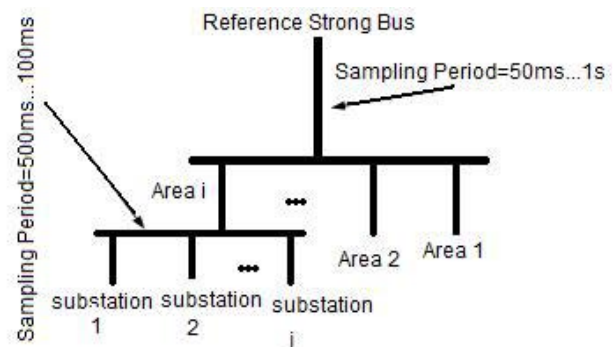 Reference Strong Bus
Sampling Period=50ms...1s
Sampling Period=500ms...100ms
Area i
...
Area 2
Area 1
...
substation
1
substation
2
substation
j